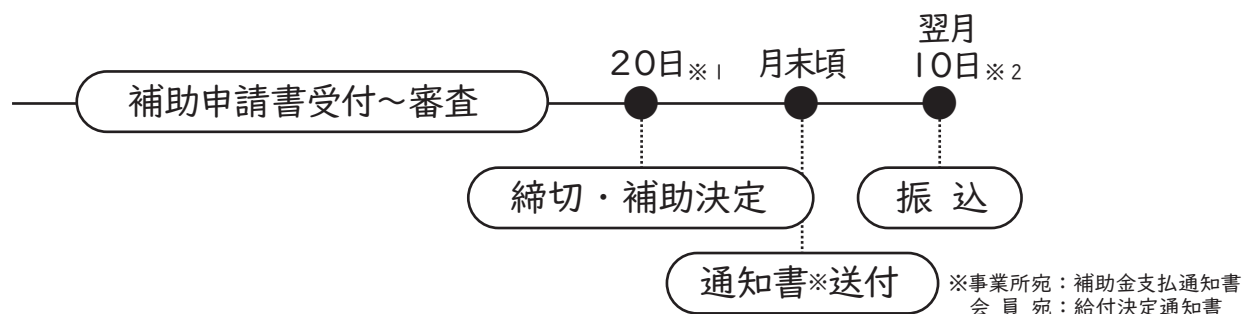 翌月
20日※1 月末頃 10日※2
補助申請書受付～審査
締切・補助決定 振込
通知書※送付
※事業所宛：補助金支払通知書
会員宛：給付決定通知書